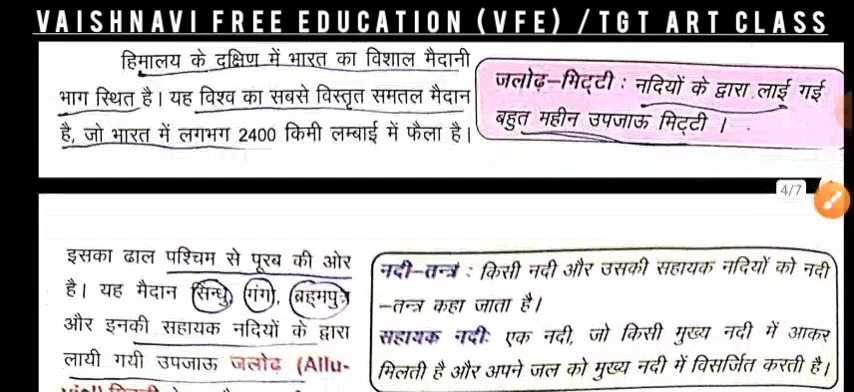 VAISHNAVI FREE EDUCATION (VFE) / TGT ART CLASS
हिमालय के दक्षिण में भारत का विशाल मैदानी
भाग स्थित है। यह विश्व का सबसे विस्तृत समतल मैदान
है, जो भारत में लगभग 2400 किमी लम्बाई में फैला है।
जलोढ़-मिट्टी : नदियों के द्वारा लाई गई
बहुत महीन उपजाऊ मिट्टी ।
4/7
इसका ढाल पश्चिम से पूरब की ओर
है। यह मैदान सिन्धु, गंगा, ब्रह्मपुत्र
और इनकी सहायक नदियों के द्वारा
लायी गयी उपजाऊ जलोढ़ (Allu-
नदी-तन्त्र : किसी नदी और उसकी सहायक नदियों को नदी
-तन्त्र कहा जाता है।
सहायक नदी: एक नदी, जो किसी मुख्य नदी में आकर
मिलती है और अपने जल को मुख्य नदी में विसर्जित करती है।